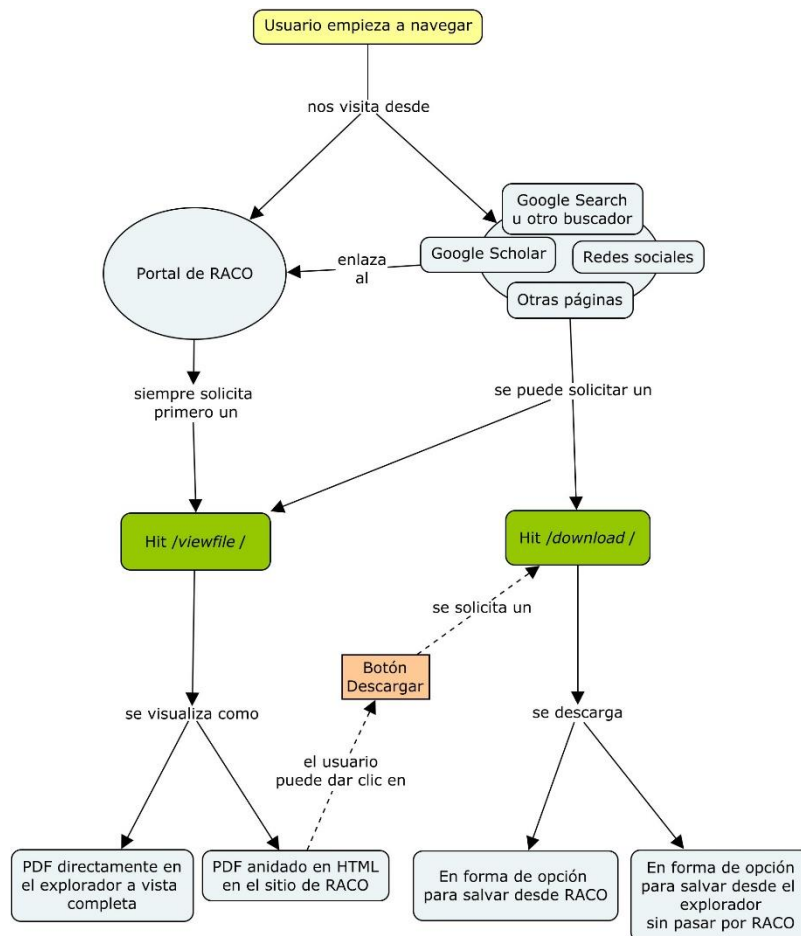 Usuario empieza a navegar
nos visita desde
Google Search
u otro buscador
Portal de RACO
enlaza
al
Google Scholar
Redes sociales
Otras páginas
siempre solicita
primero un
se puede solicitar un
Hit /viewfile /
Hit /download /
se solicita un
Botón
Descargar
se visualiza como
se descarga
el usuario
puede dar clic en
PDF directamente en
el explorador a vista
completa
PDF anidado en HTML
en el sitio de RACO
En forma de opción
para salvar desde RACO
En forma de opción
para salvar desde el
explorador
sin pasar por RACO